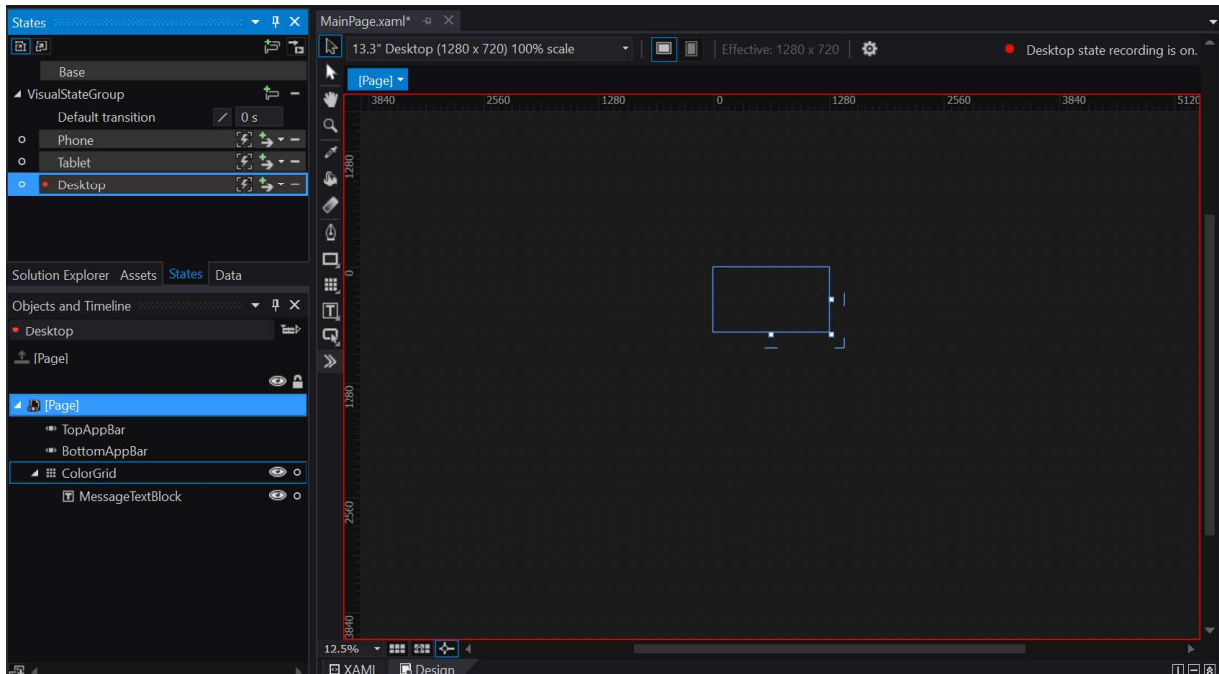 States
Base
VisualStateGroup
Default transition 0 s
Phone
Tablet
Desktop
Solution Explorer Assets States Data
Objects and Timeline
Desktop
[Page]
[Page]
TopAppBar
BottomAppBar
ColorGrid
MessageTextBlock
MainPage.xaml*
13.3" Desktop (1280 x 720) 100% scale
Effective: 1280 x 720
Desktop state recording is on.
[Page]
3840 2560 1280 0 1280 2560 3840 5120
1280
0
1280
2560
3840
12.5%
XAML Design